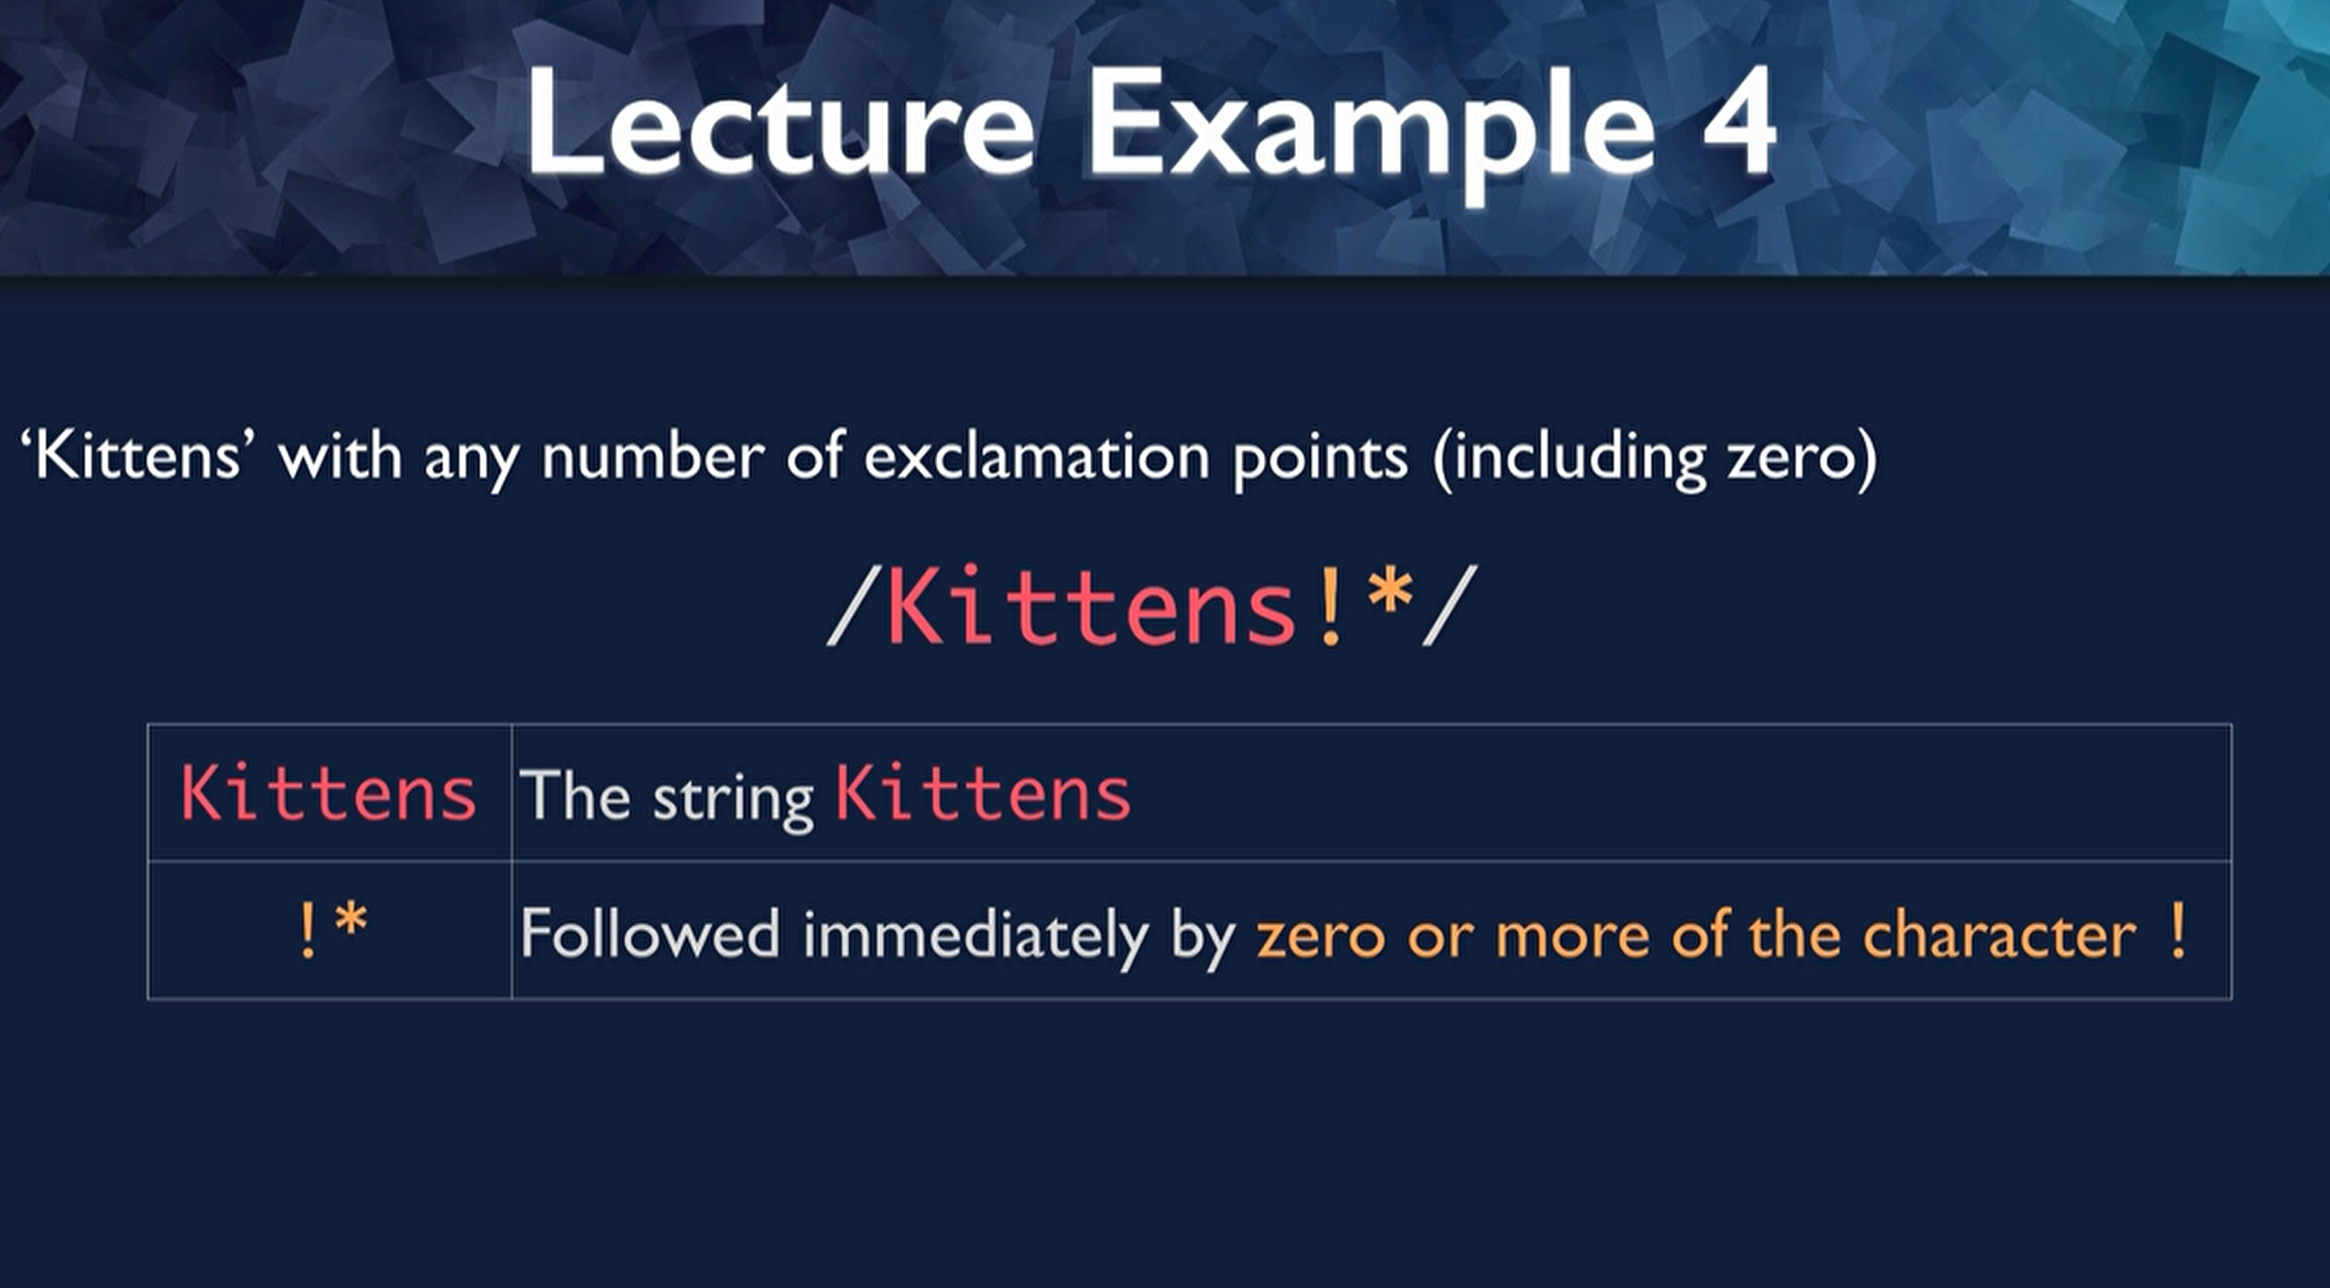 Lecture Example 4
‘Kittens’ with any number of exclamation points (including zero)
/Kittens!*/
Kittens The string Kittens
!* Followed immediately by zero or more of the character !